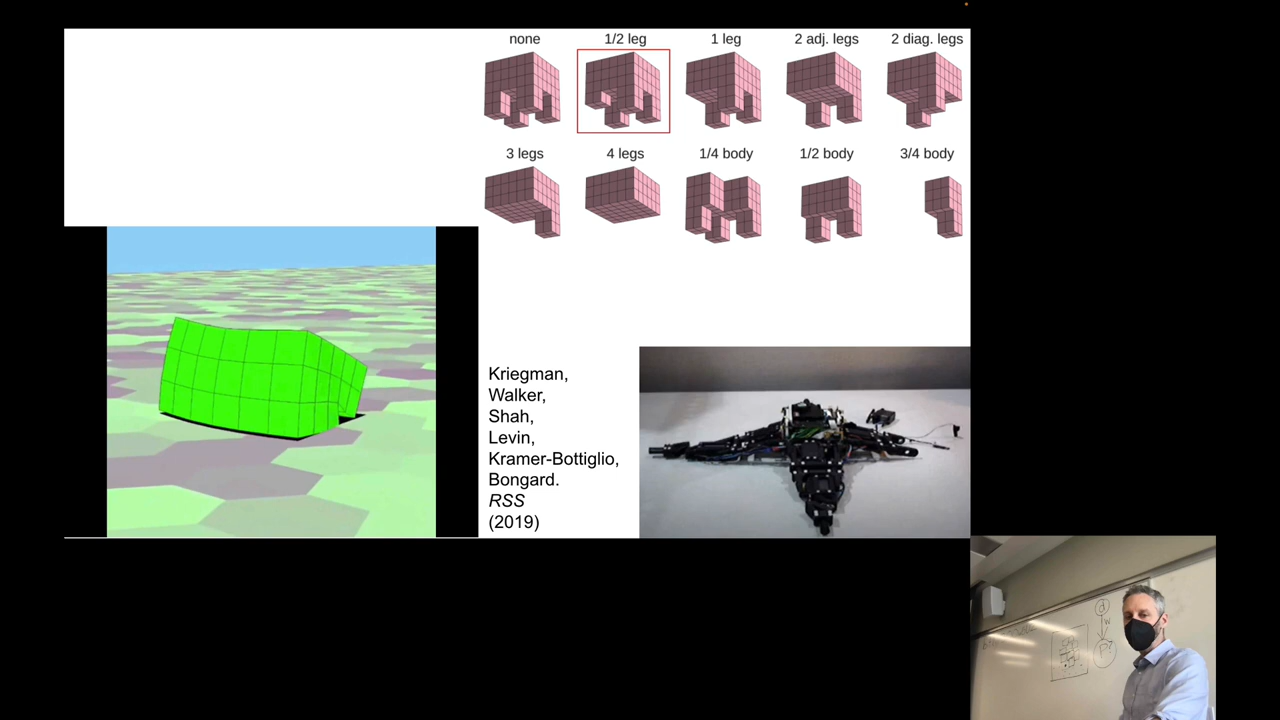 none
1/2 leg
1 leg
2 adj. legs
2 diag. legs
3 legs
4 legs
1/4 body
1/2 body
3/4 body
Kriegman,
Walker,
Shah,
Levin,
Kramer-Bottiglio,
Bongard.
RSS
(2019)
d
w
P?